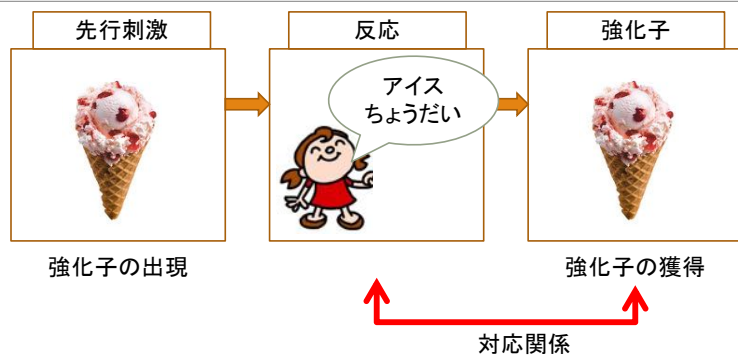 先行刺激
反応
強化子
アイス
ちょうだい
強化子の出現
強化子の獲得
対応関係